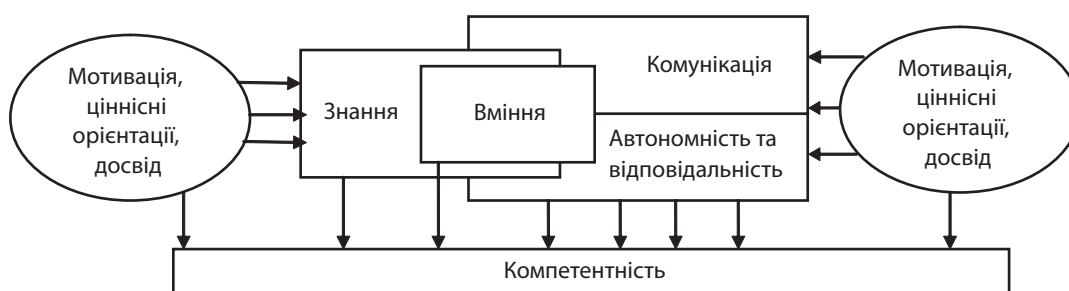 Мотивація,
ціннісні
орієнтації,
досвід
Знання
Вміння
Комунікація
Автономність та
відповідальність
Мотивація,
ціннісні
орієнтації,
досвід
Компетентність